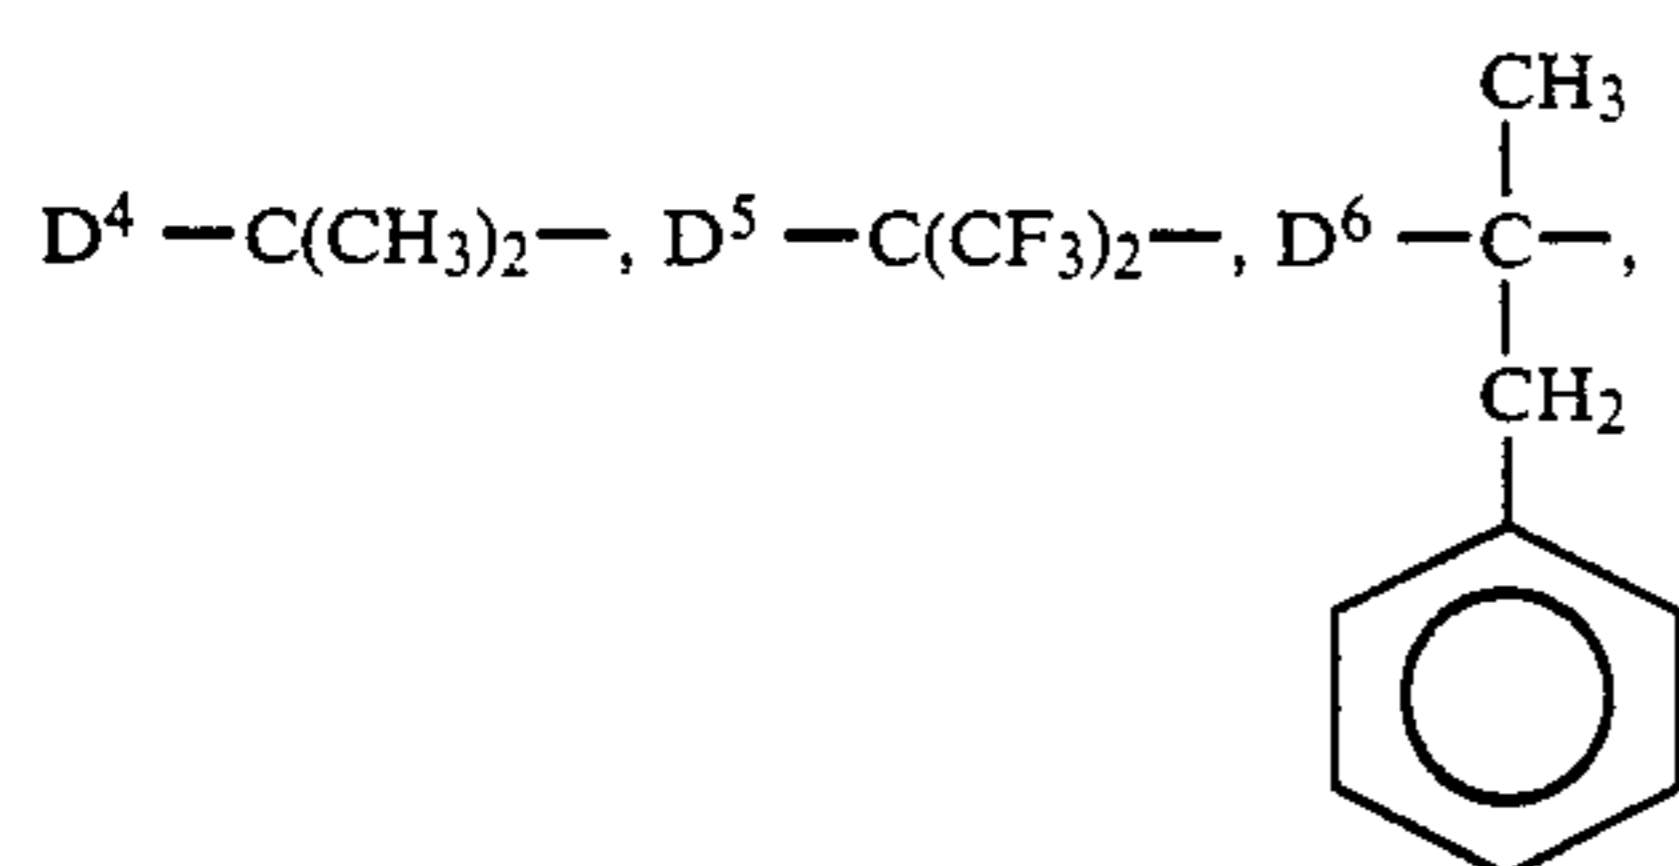 CH₃
D⁴ —C(CH₃)₂—, D⁵ —C(CF₃)₂—, D⁶ —C—,
CH₂